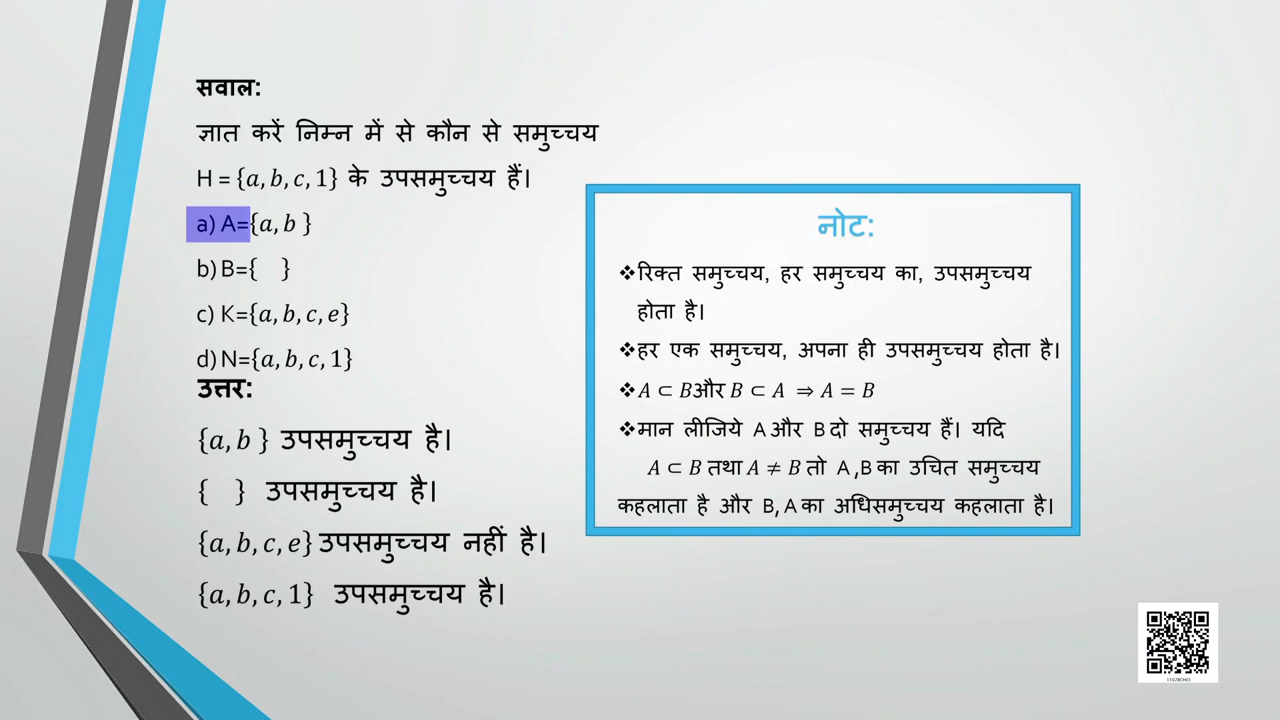 सवाल:
ज्ञात करें निम्न में से कौन से समुच्चय
H = {a, b, c, 1} के उपसमुच्चय हैं।
a) A={a, b }
b) B={ }
c) K={a, b, c, e}
d) N={a, b, c, 1}
उत्तर:
{a, b } उपसमुच्चय है।
{ } उपसमुच्चय है।
{a, b, c, e} उपसमुच्चय नहीं है।
{a, b, c, 1} उपसमुच्चय है।
नोट:
❖रिक्त समुच्चय, हर समुच्चय का, उपसमुच्चय
होता है।
❖हर एक समुच्चय, अपना ही उपसमुच्चय होता है।
❖A ⊂ B और B ⊂ A ⇒ A = B
❖मान लीजिये A और B दो समुच्चय हैं। यदि
A ⊂ B तथा A ≠ B तो A ,B का उचित समुच्चय
कहलाता है और B, A का अधिसमुच्चय कहलाता है।
11078CH01